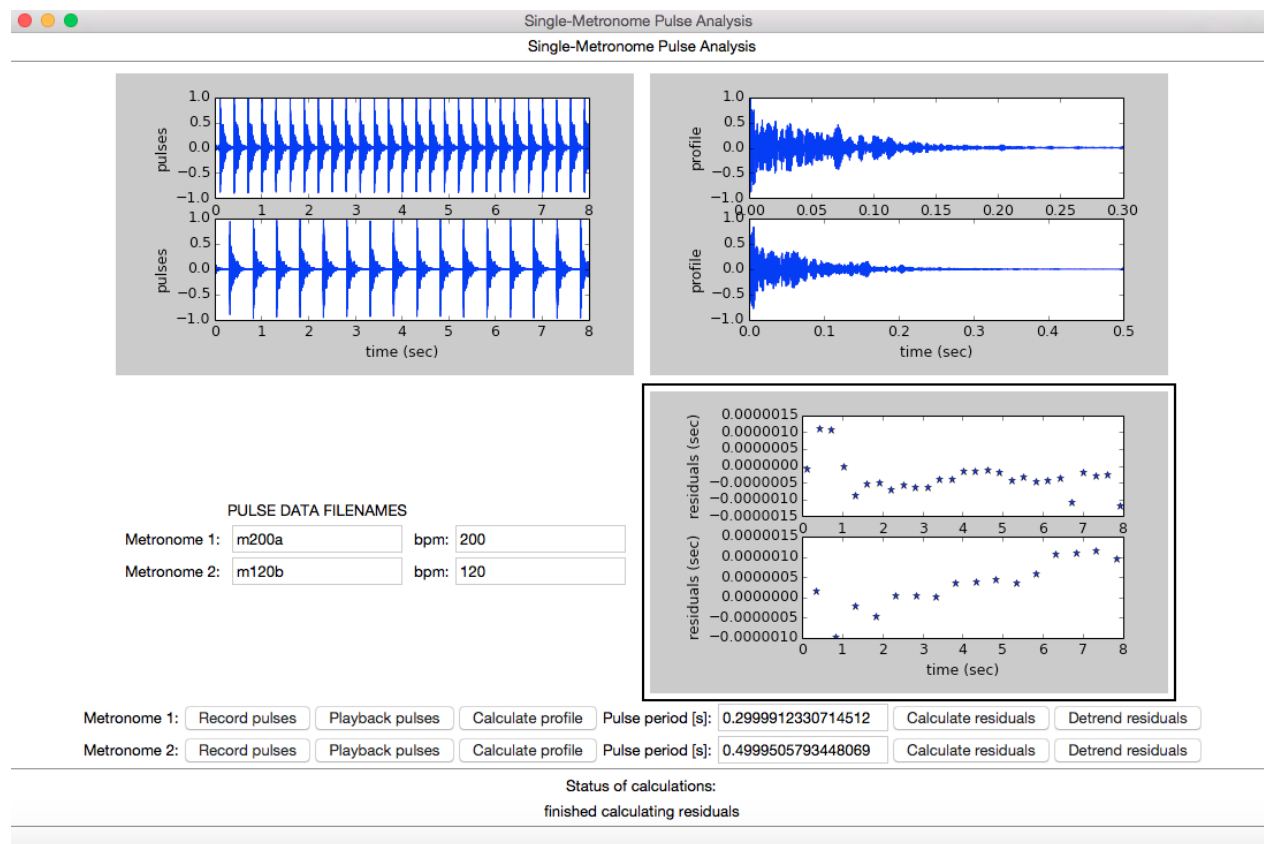 Single-Metronome Pulse Analysis
Single-Metronome Pulse Analysis
pulses
1.0
0.5
0.0
−0.5
−1.0
0 1 2 3 4 5 6 7 8
pulses
1.0
0.5
0.0
−0.5
−1.0
0 1 2 3 4 5 6 7 8
time (sec)
profile
1.0
0.5
0.0
−0.5
−1.0
0.00 0.05 0.10 0.15 0.20 0.25 0.30
profile
1.0
0.5
0.0
−0.5
−1.0
0.0 0.1 0.2 0.3 0.4 0.5
time (sec)
residuals (sec)
0.0000015
0.0000010
0.0000005
0.0000000
−0.0000005
−0.0000010
−0.0000015
0 1 2 3 4 5 6 7 8
residuals (sec)
0.0000015
0.0000010
0.0000005
0.0000000
−0.0000005
−0.0000010
0 1 2 3 4 5 6 7 8
time (sec)
PULSE DATA FILENAMES
Metronome 1: m200a bpm: 200
Metronome 2: m120b bpm: 120
Metronome 1: Record pulses Playback pulses Calculate profile Pulse period [s]: 0.2999912330714512 Calculate residuals Detrend residuals
Metronome 2: Record pulses Playback pulses Calculate profile Pulse period [s]: 0.4999505793448069 Calculate residuals Detrend residuals
Status of calculations:
finished calculating residuals